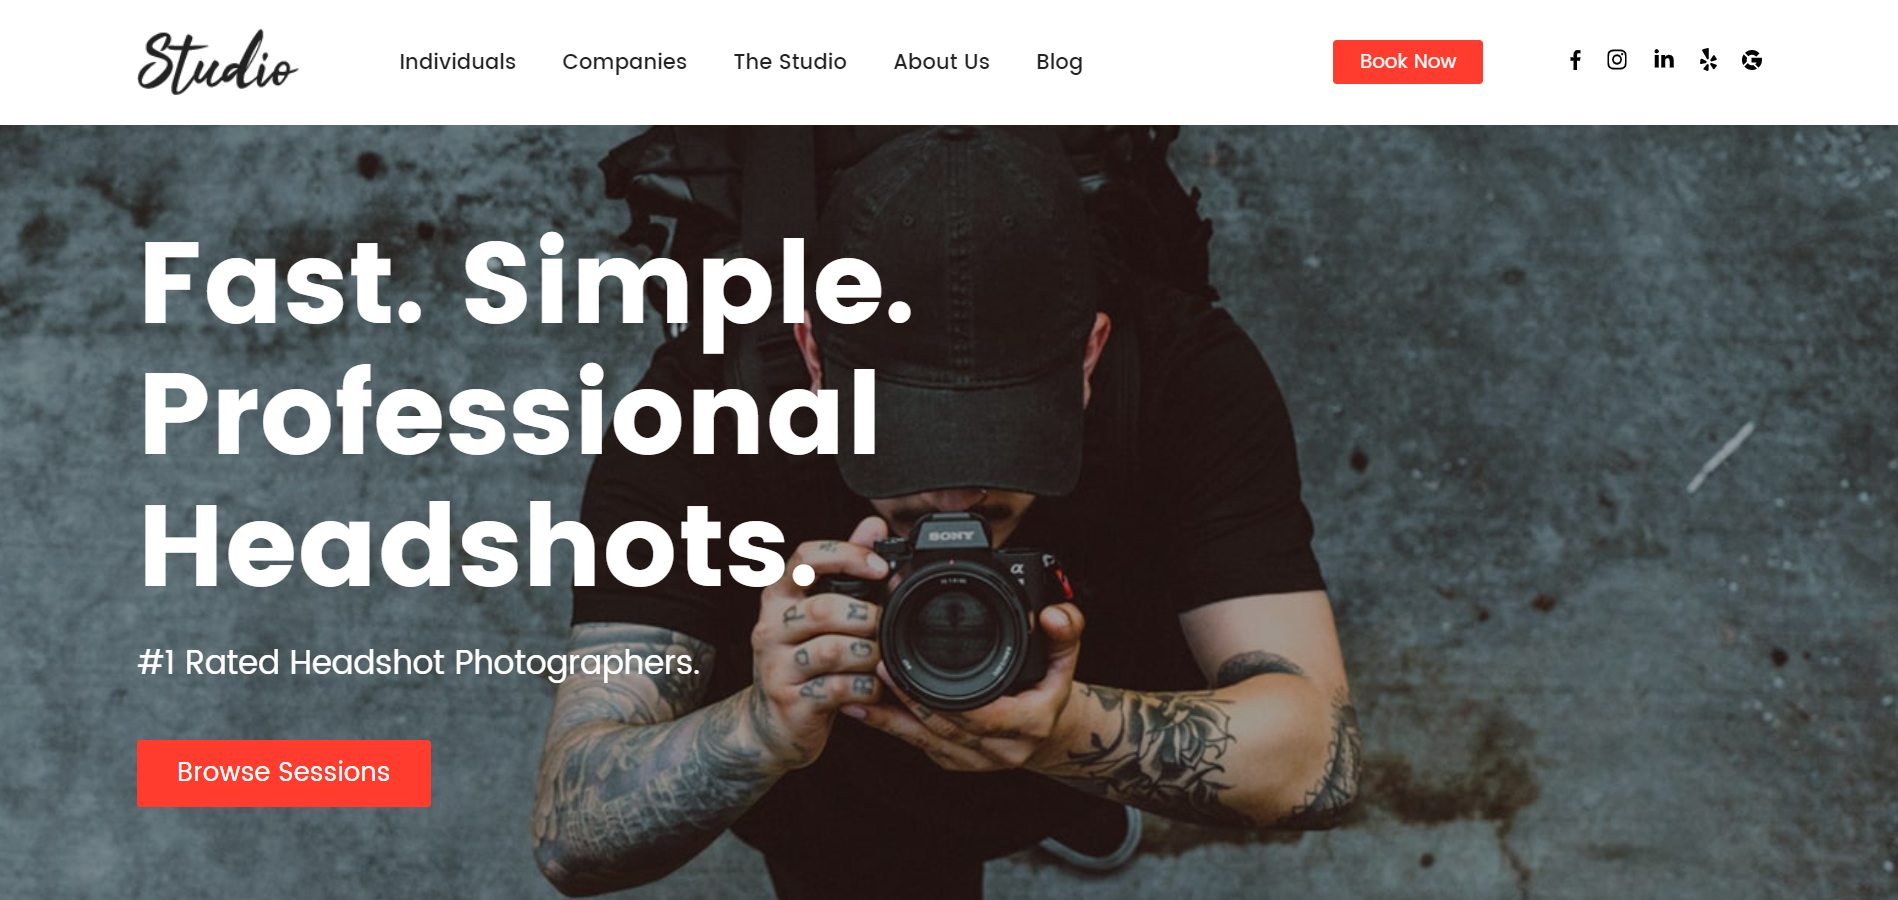 Studio
Individuals Companies The Studio About Us Blog Book Now
Fast. Simple.
Professional
Headshots.
SONY
α
#1 Rated Headshot Photographers.
Browse Sessions